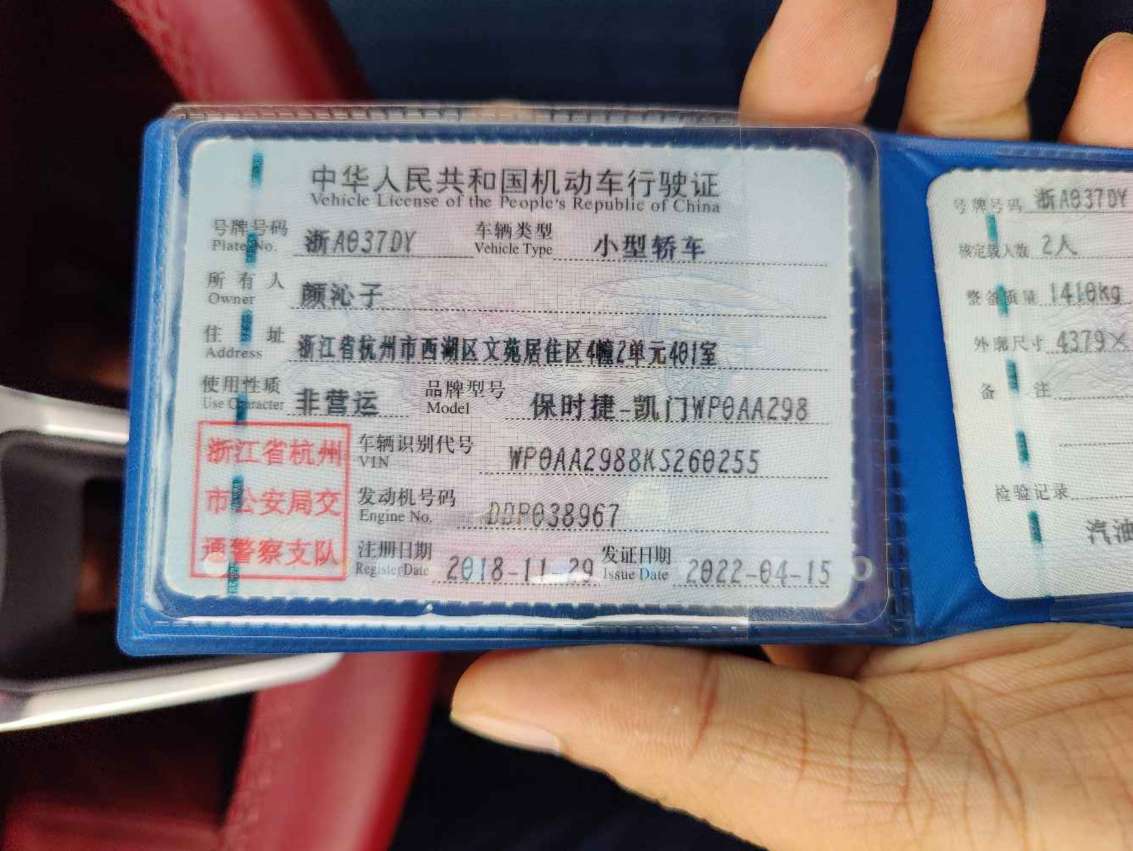 中华人民共和国机动车行驶证
Vehicle License of the People's Republic of China
号牌号码 浙A037DY 车辆类型 小型轿车
Plate No. Vehicle Type
所有人 颜沁子
Owner
住址 浙江省杭州市西湖区文苑居住区4幢2单元401室
Address
使用性质 非营运 品牌型号 保时捷-凯门WP0AA298
Use Character Model
浙江省杭州
市公安局交
通警察支队
车辆识别代号 WP0AA2988KS260255
VIN
发动机号码 DDP038967
Engine No.
注册日期 2018-11-29 发证日期 2022-04-15
Register Date Issue Date
号牌号码 浙A037DY
核定载人数 2人
整备质量 1410kg
外廓尺寸 4379×
备注
检验记录
汽油